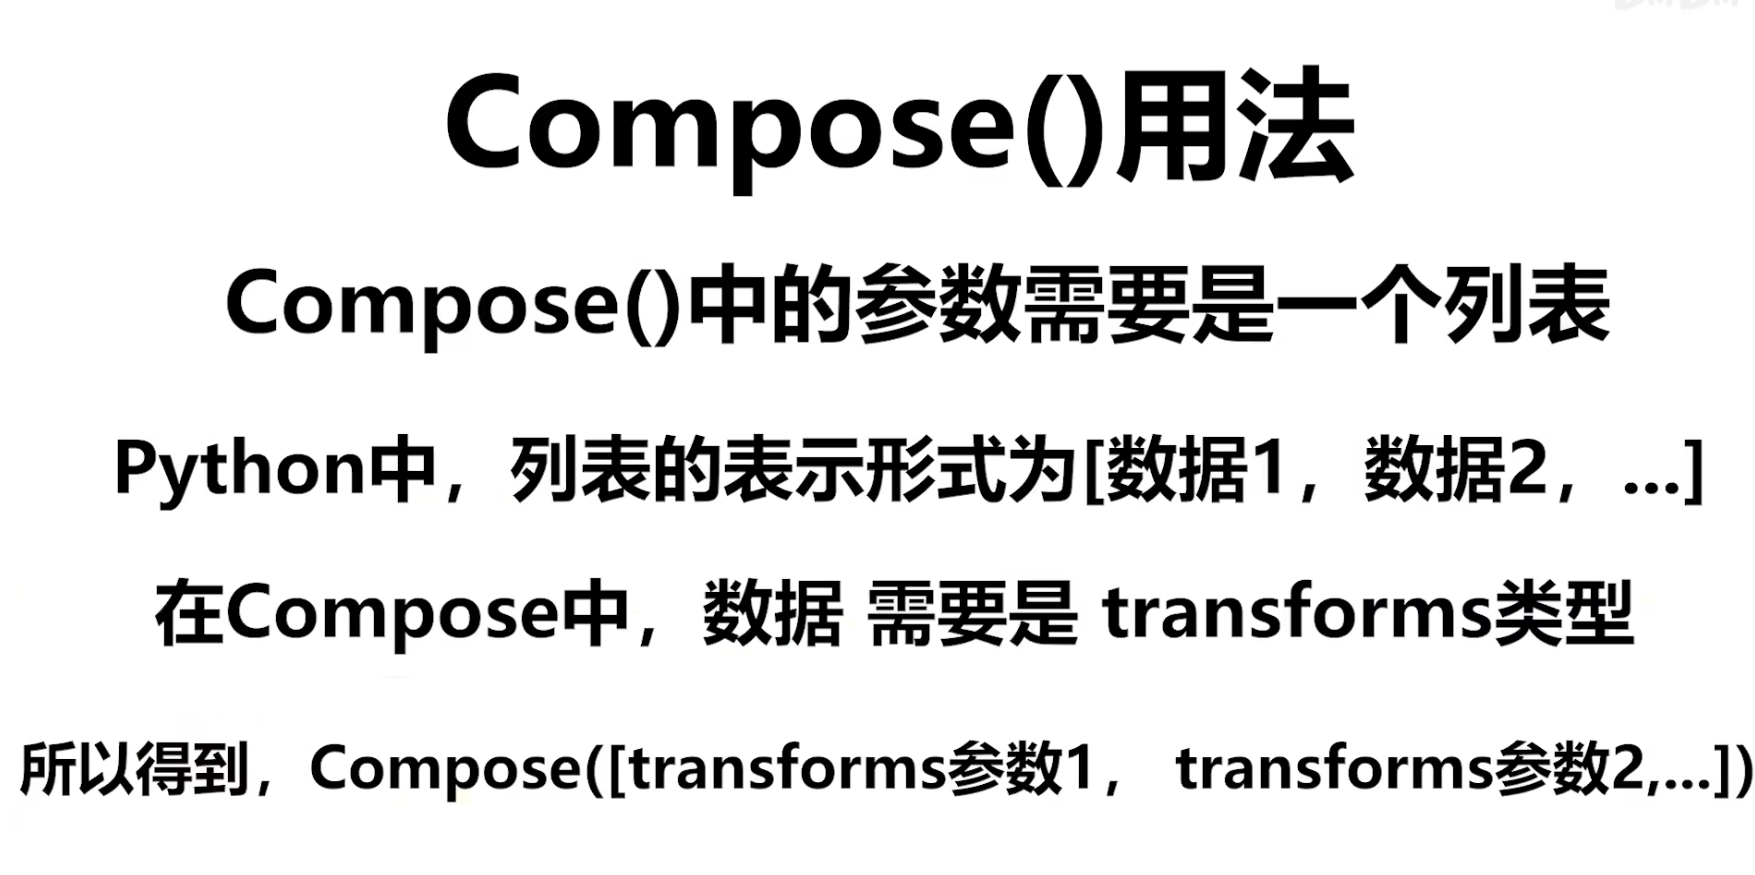 Compose()用法
Compose()中的参数需要是一个列表
Python中，列表的表示形式为[数据1，数据2，...]
在Compose中，数据 需要是 transforms类型
所以得到，Compose([transforms参数1， transforms参数2,...])